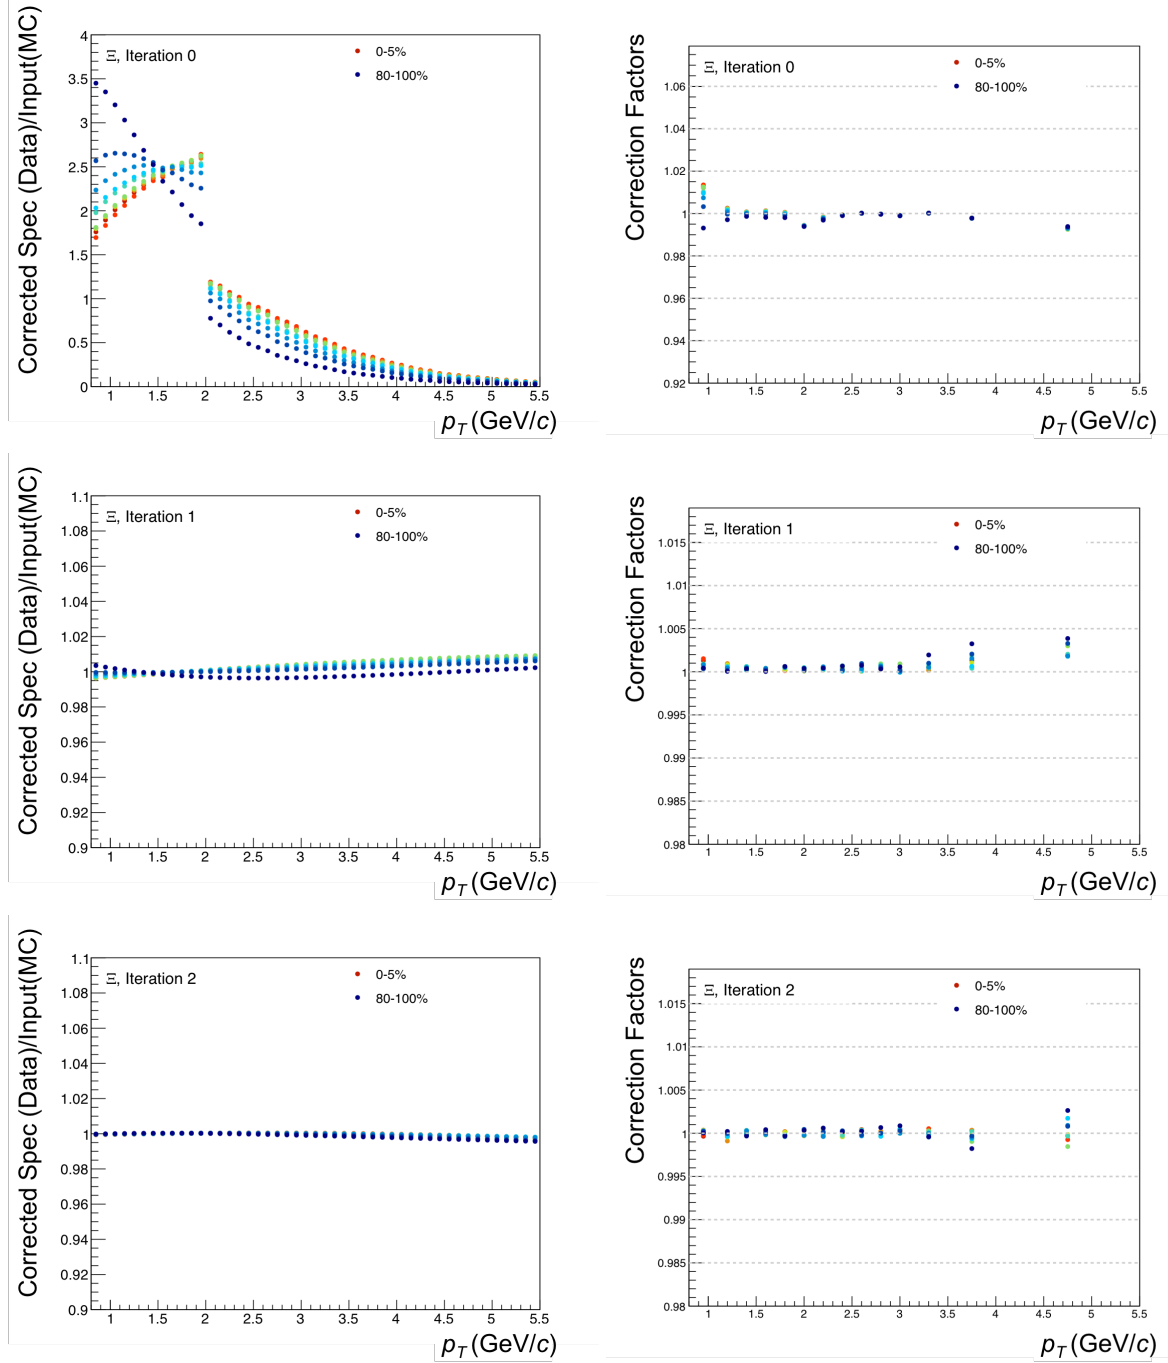 Corrected Spec (Data)/Input(MC)
Ξ, Iteration 0
0-5%
80-100%
4
3.5
3
2.5
2
1.5
1
0.5
0
1 1.5 2 2.5 3 3.5 4 4.5 5 5.5
p_T (GeV/c)
Correction Factors
Ξ, Iteration 0
0-5%
80-100%
1.06
1.04
1.02
1
0.98
0.96
0.94
0.92
1 1.5 2 2.5 3 3.5 4 4.5 5 5.5
p_T (GeV/c)
Corrected Spec (Data)/Input(MC)
Ξ, Iteration 1
0-5%
80-100%
1.1
1.08
1.06
1.04
1.02
1
0.98
0.96
0.94
0.92
0.9
1 1.5 2 2.5 3 3.5 4 4.5 5 5.5
p_T (GeV/c)
Correction Factors
Ξ, Iteration 1
0-5%
80-100%
1.015
1.01
1.005
1
0.995
0.99
0.985
0.98
1 1.5 2 2.5 3 3.5 4 4.5 5 5.5
p_T (GeV/c)
Corrected Spec (Data)/Input(MC)
Ξ, Iteration 2
0-5%
80-100%
1.1
1.08
1.06
1.04
1.02
1
0.98
0.96
0.94
0.92
0.9
1 1.5 2 2.5 3 3.5 4 4.5 5 5.5
p_T (GeV/c)
Correction Factors
Ξ, Iteration 2
0-5%
80-100%
1.015
1.01
1.005
1
0.995
0.99
0.985
0.98
1 1.5 2 2.5 3 3.5 4 4.5 5 5.5
p_T (GeV/c)